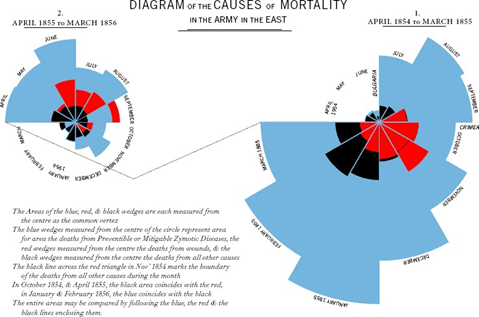 DIAGRAM OF THE CAUSES OF MORTALITY
IN THE ARMY IN THE EAST
2.
APRIL 1855 TO MARCH 1856
1.
APRIL 1854 TO MARCH 1855
APRIL
MAY
JUNE
JULY
AUGUST
SEPTEMBER
OCTOBER
NOVEMBER
DECEMBER
JANUARY
1954
FEBRUARY
MARCH
APRIL
1954
MAY
JUNE
BULGARIA
JULY
AUGUST
SEPTEMBER
CRIMEA
OCTOBER
NOVEMBER
DECEMBER
JANUARY 1855
FEBRUARY 1855
MARCH 1855
The Areas of the blue, red, & black wedges are each measured from
the centre as the common vertex
The blue wedges measured from the centre of the circle represent area
for area the deaths from Preventible or Mitigable Zymotic Diseases, the
red wedges measured from the centre the deaths from wounds, & the
black wedges measured from the centre the deaths from all other causes
The black line across the red triangle in Nov' 1854 marks the boundary
of the deaths from all other causes during the month
In October 1854, & April 1855, the black area coincides with the red,
in January & February 1856, the blue coincides with the black
The entire areas may be compared by following the blue, the red & the
black lines enclosing them.